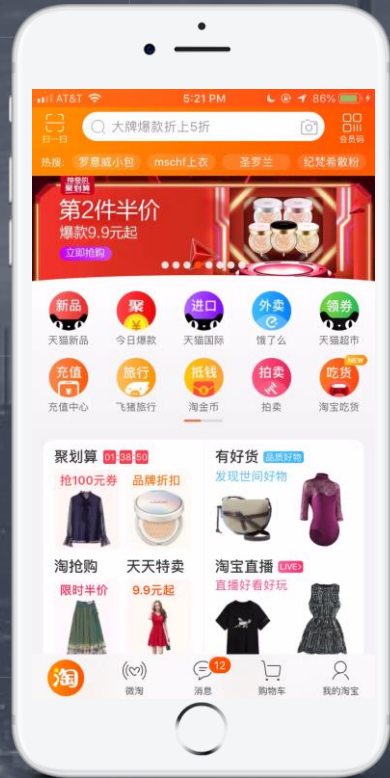 AT&T 5:21 PM 86%
扫一扫
大牌爆款折上5折
会员码
热搜: 罗意威小包 mschf上衣 圣罗兰 纪梵希散粉
聚划算
第2件半价
爆款9.9元起
立即抢购
新品 聚 进口 外卖 领券
天猫新品 今日爆款 天猫国际 饿了么 天猫超市
充值 旅行 抵钱 拍卖 吃货 NEW
充值中心 飞猪旅行 淘金币 拍卖 淘宝吃货
聚划算 01:38:50 有好货 品质好物
抢100元券 品牌折扣 发现世间好物
淘抢购 天天特卖 淘宝直播 LIVE
限时半价 9.9元起 直播好看好玩
淘 12
微淘 消息 购物车 我的淘宝